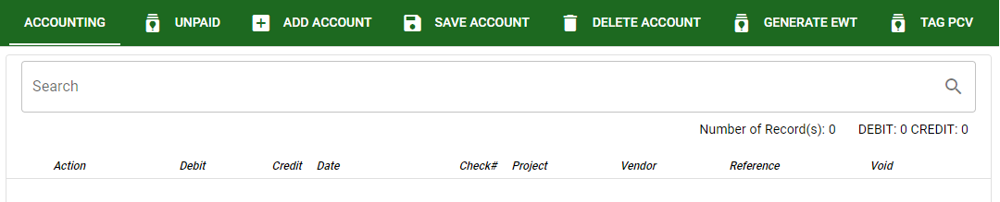 ACCOUNTING UNPAID ADD ACCOUNT SAVE ACCOUNT DELETE ACCOUNT GENERATE EWT TAG PCV
Search
Number of Record(s): 0 DEBIT: 0 CREDIT: 0
Action Debit Credit Date Check# Project Vendor Reference Void